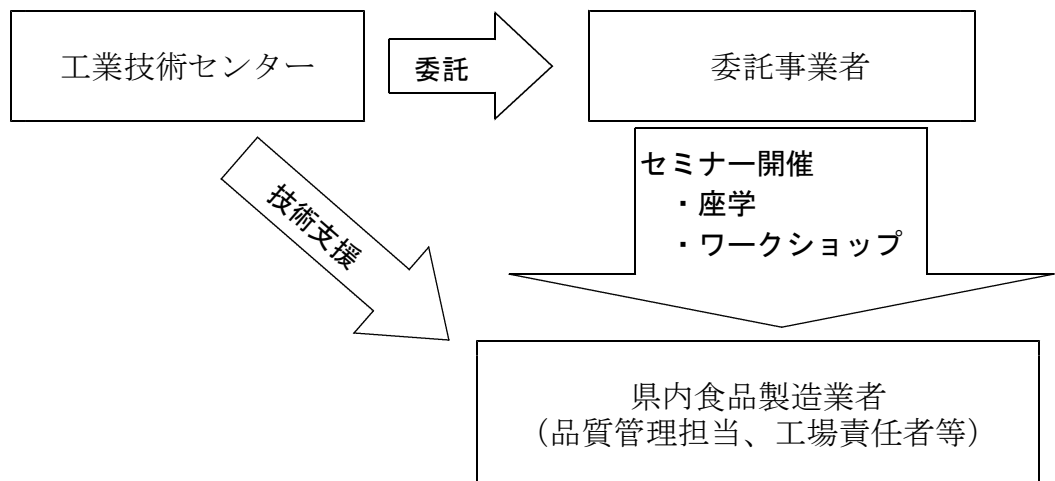 工業技術センター
委託
委託事業者
技術支援
セミナー開催
・座学
・ワークショップ
県内食品製造業者
（品質管理担当、工場責任者等）